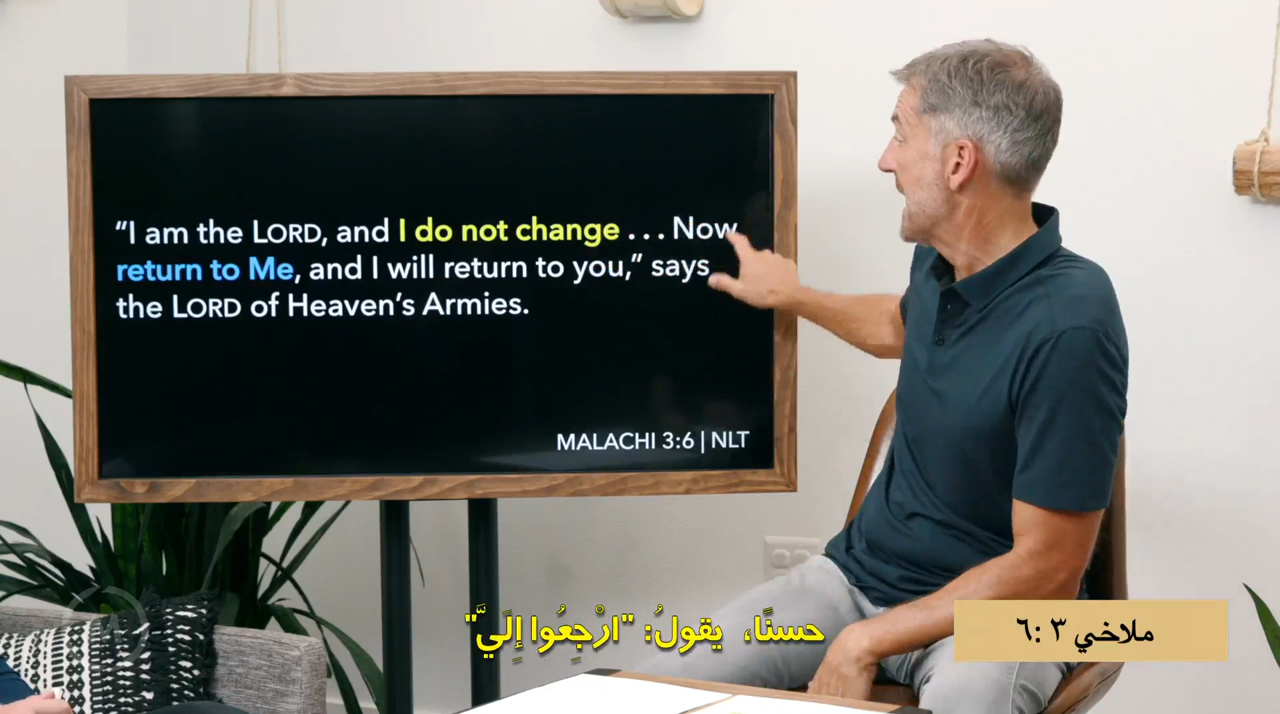 “I am the LORD, and I do not change . . . Now
return to Me, and I will return to you,” says
the LORD of Heaven’s Armies.
MALACHI 3:6 | NLT
حسنًا، يقولُ: "ارْجِعُوا إِلَيَّ"
ملاخي ٣ :٦